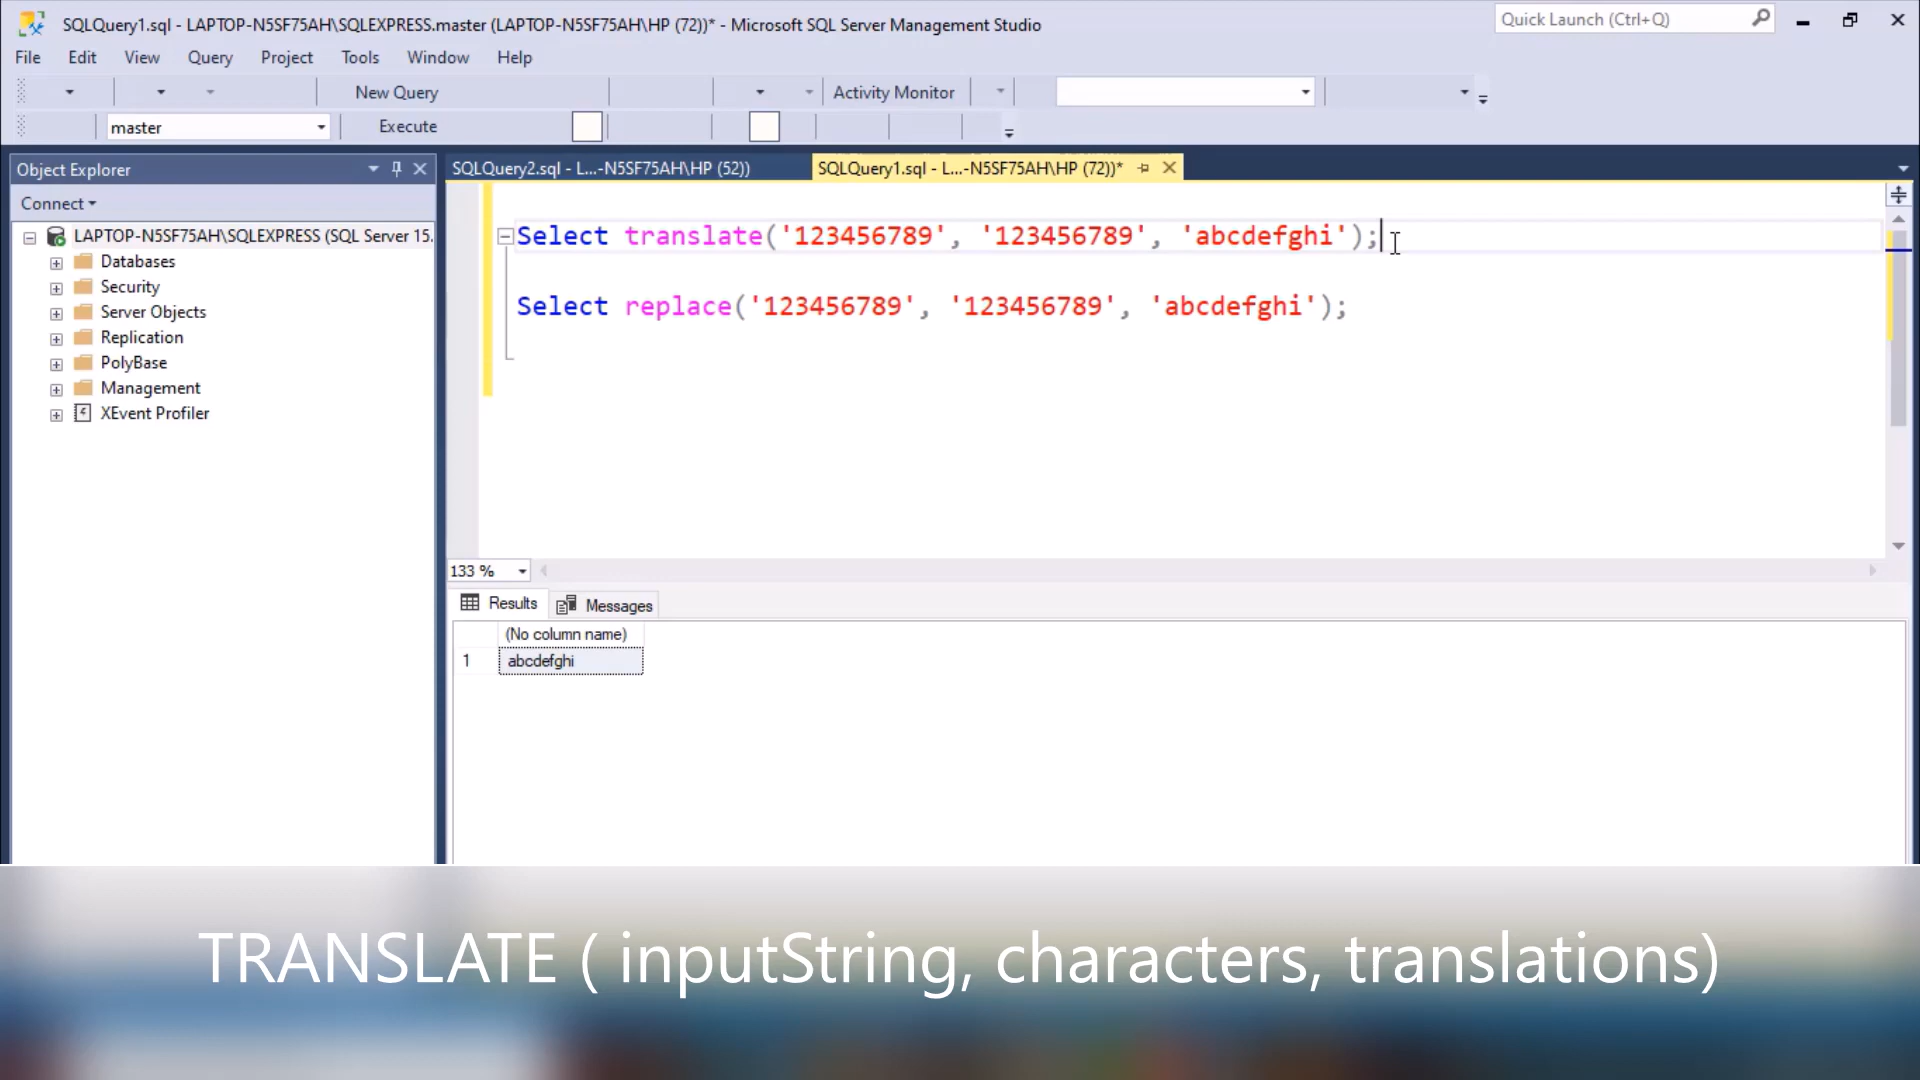 SQLQuery1.sql - LAPTOP-N5SF75AH\SQLEXPRESS.master (LAPTOP-N5SF75AH\HP (72))* - Microsoft SQL Server Management Studio
Quick Launch (Ctrl+Q)
File Edit View Query Project Tools Window Help
New Query Activity Monitor
master Execute
Object Explorer
Connect
LAPTOP-N5SF75AH\SQLEXPRESS (SQL Server 15.
Databases
Security
Server Objects
Replication
PolyBase
Management
XEvent Profiler
SQLQuery2.sql - L...-N5SF75AH\HP (52)) SQLQuery1.sql - L...-N5SF75AH\HP (72))*
Select translate('123456789', '123456789', 'abcdefghi');
Select replace('123456789', '123456789', 'abcdefghi');
133 %
Results Messages
(No column name)
1 abcdefghi
TRANSLATE ( inputString, characters, translations)